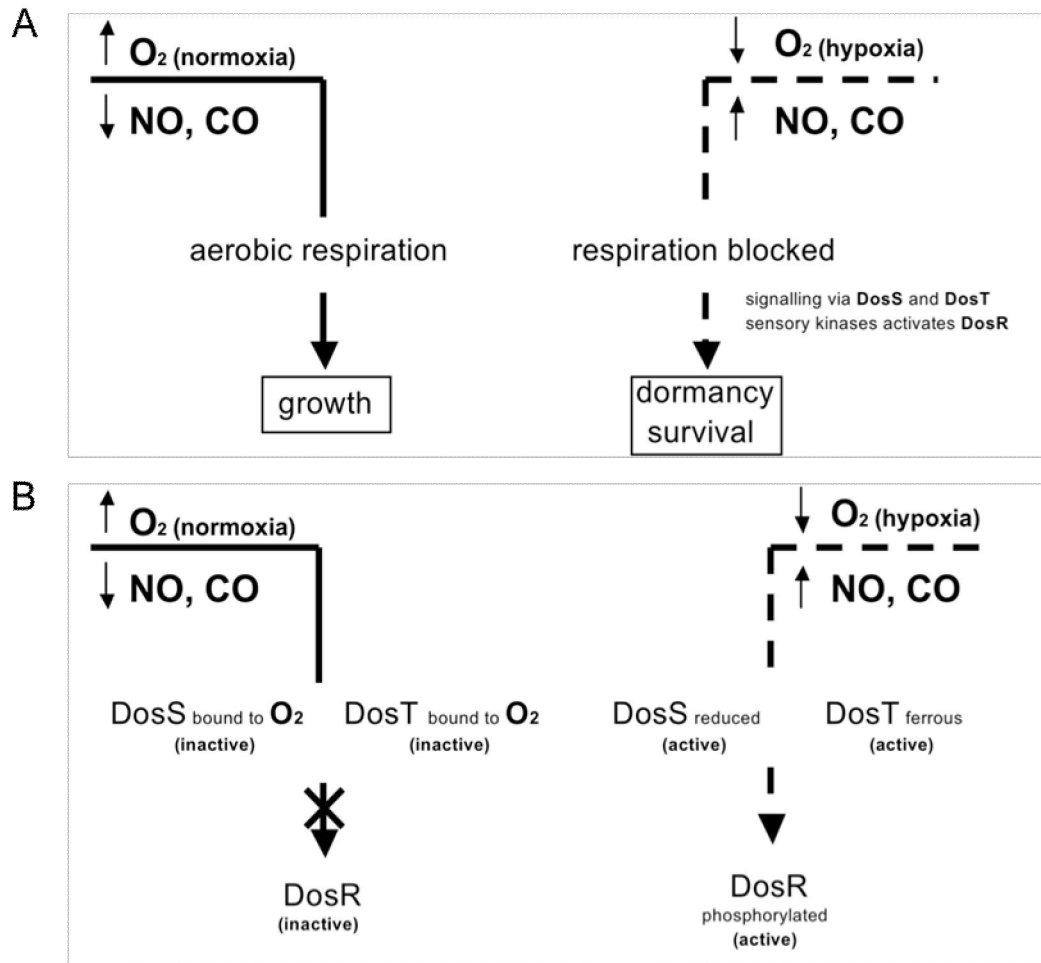 A
↑ O₂ (normoxia)
↓ NO, CO
aerobic respiration
growth
↓ O₂ (hypoxia)
↑ NO, CO
respiration blocked
signalling via DosS and DosT
sensory kinases activates DosR
dormancy
survival
B
↑ O₂ (normoxia)
↓ NO, CO
DosS bound to O₂
(inactive)
DosT bound to O₂
(inactive)
DosR
(inactive)
↓ O₂ (hypoxia)
↑ NO, CO
DosS reduced
(active)
DosT ferrous
(active)
DosR
phosphorylated
(active)